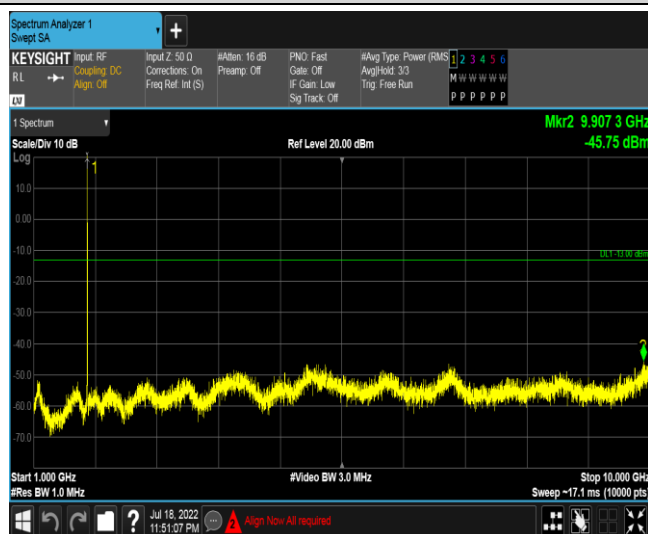 Spectrum Analyzer 1
Swept SA
+
KEYSIGHT
RL
LXI
Input: RF
Coupling: DC
Align: Off
Input Z: 50 Ω
Corrections: On
Freq Ref: Int (S)
#Atten: 16 dB
Preamp: Off
PNO: Fast
Gate: Off
IF Gain: Low
Sig Track: Off
#Avg Type: Power (RMS
Avg|Hold: 3/3
Trig: Free Run
1 2 3 4 5 6
M W W W W W
P P P P P P
1 Spectrum
Scale/Div 10 dB
Ref Level 20.00 dBm
Mkr2 9.907 3 GHz
-45.75 dBm
Log
1
10.0
0.00
-10.0
DL1 -13.00 dBm
-20.0
-30.0
-40.0
2
-50.0
-60.0
-70.0
Start 1.000 GHz
#Video BW 3.0 MHz
Stop 10.000 GHz
#Res BW 1.0 MHz
Sweep ~17.1 ms (10000 pts)
?
Jul 18, 2022
11:51:07 PM
2
Align Now All required